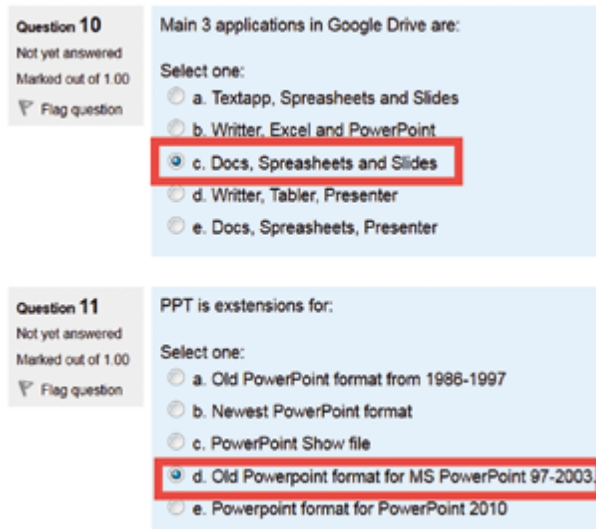 Question 10
Not yet answered
Marked out of 1.00
Flag question
Main 3 applications in Google Drive are:
Select one:
a. Textapp, Spreasheets and Slides
b. Writter, Excel and PowerPoint
c. Docs, Spreasheets and Slides
d. Writter, Tabler, Presenter
e. Docs, Spreasheets, Presenter
Question 11
Not yet answered
Marked out of 1.00
Flag question
PPT is exstensions for:
Select one:
a. Old PowerPoint format from 1986-1997
b. Newest PowerPoint format
c. PowerPoint Show file
d. Old Powerpoint format for MS PowerPoint 97-2003.
e. Powerpoint format for PowerPoint 2010